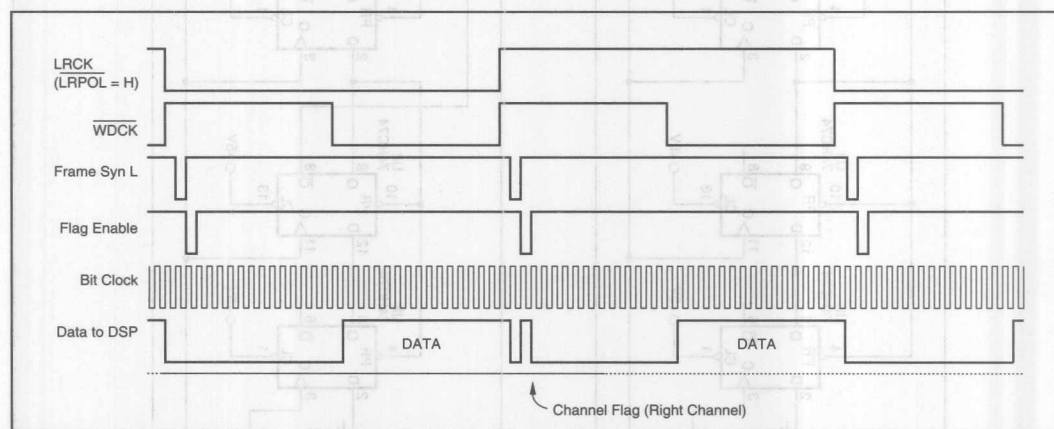 LRCK
(LRPOL = H)
WDCK
Frame Syn L
Flag Enable
Bit Clock
Data to DSP
DATA
DATA
Channel Flag (Right Channel)